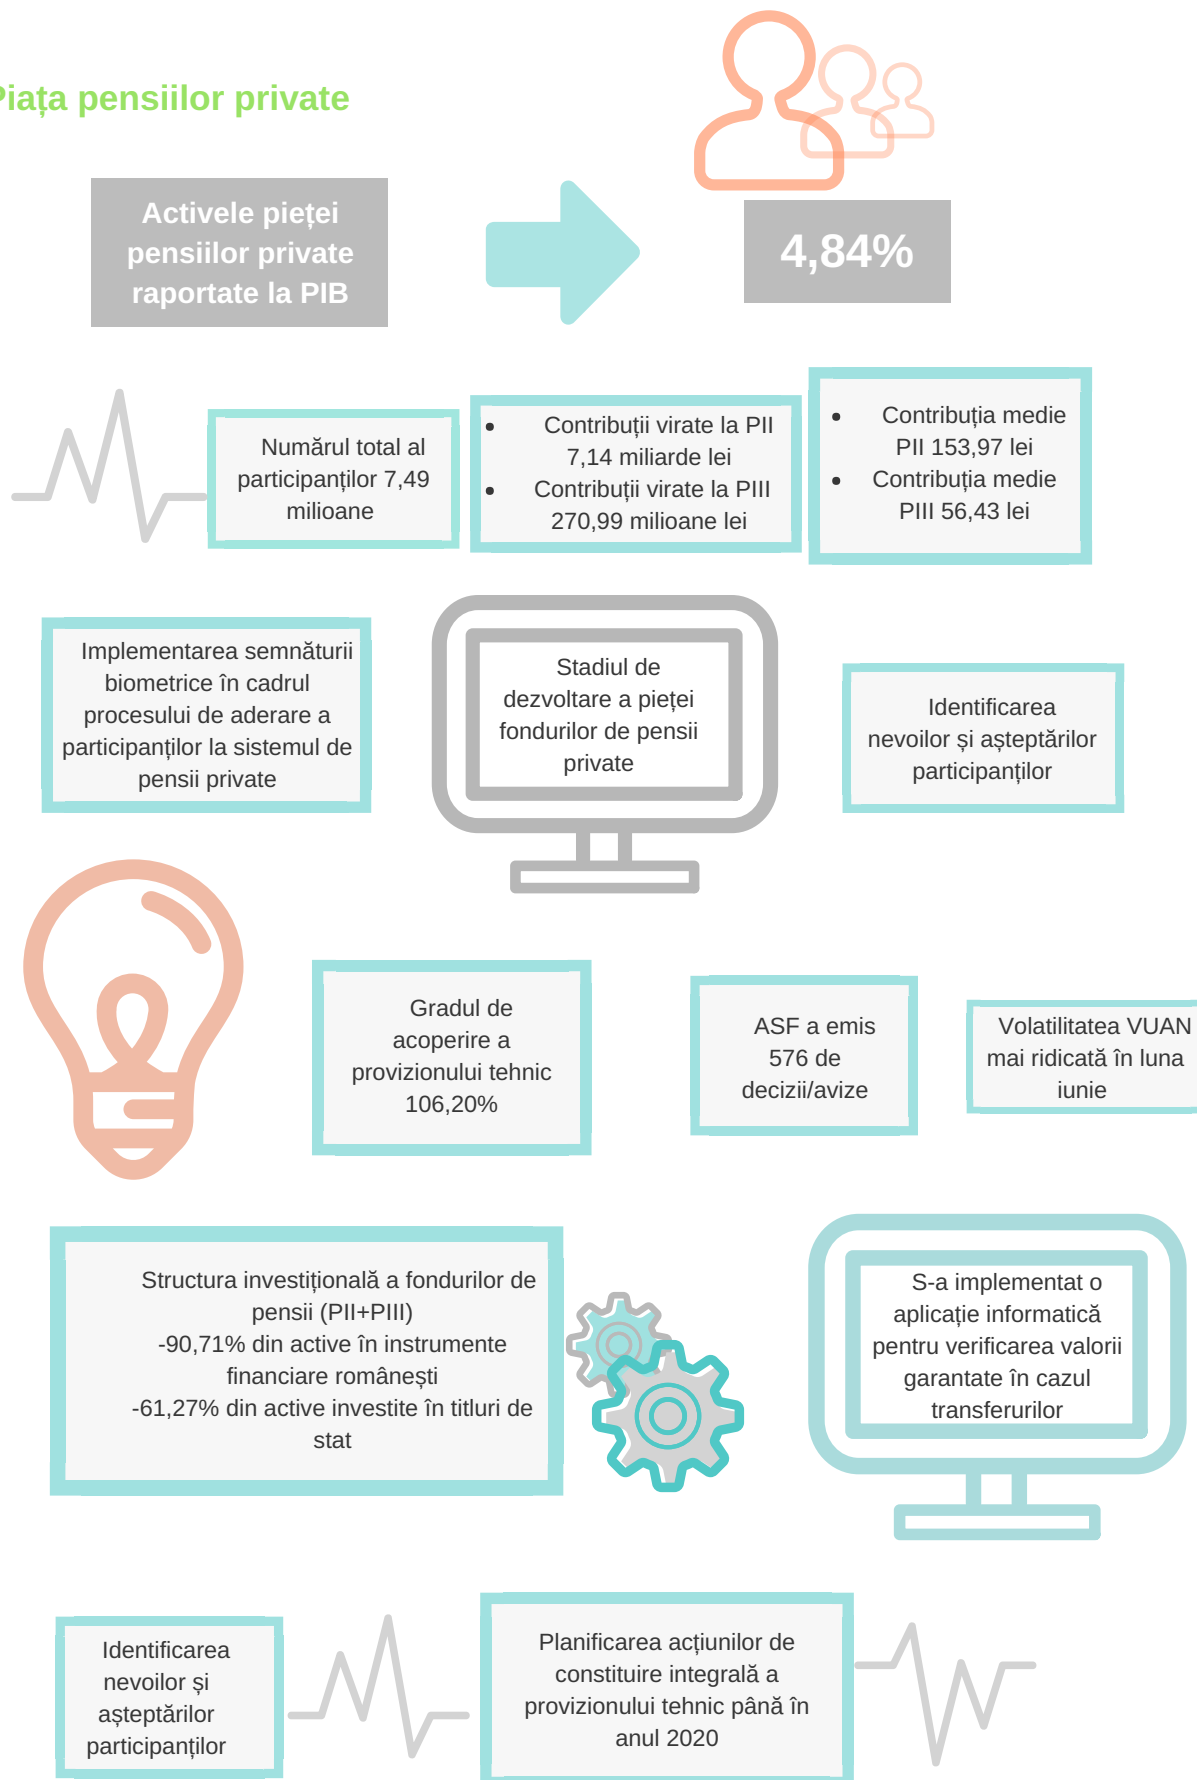 Piața pensiilor private
Activele pieței
pensiilor private
raportate la PIB
4,84%
Numărul total al
participanților 7,49
milioane
• Contribuții virate la PII
7,14 miliarde lei
• Contribuții virate la PIII
270,99 milioane lei
• Contribuția medie
PII 153,97 lei
• Contribuția medie
PIII 56,43 lei
Implementarea semnăturii
biometrice în cadrul
procesului de aderare a
participanților la sistemul de
pensii private
Stadiul de
dezvoltare a pieței
fondurilor de pensii
private
Identificarea
nevoilor și așteptărilor
participanților
Gradul de
acoperire a
provizionului tehnic
106,20%
ASF a emis
576 de
decizii/avize
Volatilitatea VUAN
mai ridicată în luna
iunie
Structura investițională a fondurilor de
pensii (PII+PIII)
-90,71% din active în instrumente
financiare românești
-61,27% din active investite în titluri de
stat
S-a implementat o
aplicație informatică
pentru verificarea valorii
garantate în cazul
transferurilor
Identificarea
nevoilor și
așteptărilor
participanților
Planificarea acțiunilor de
constituire integrală a
provizionului tehnic până în
anul 2020